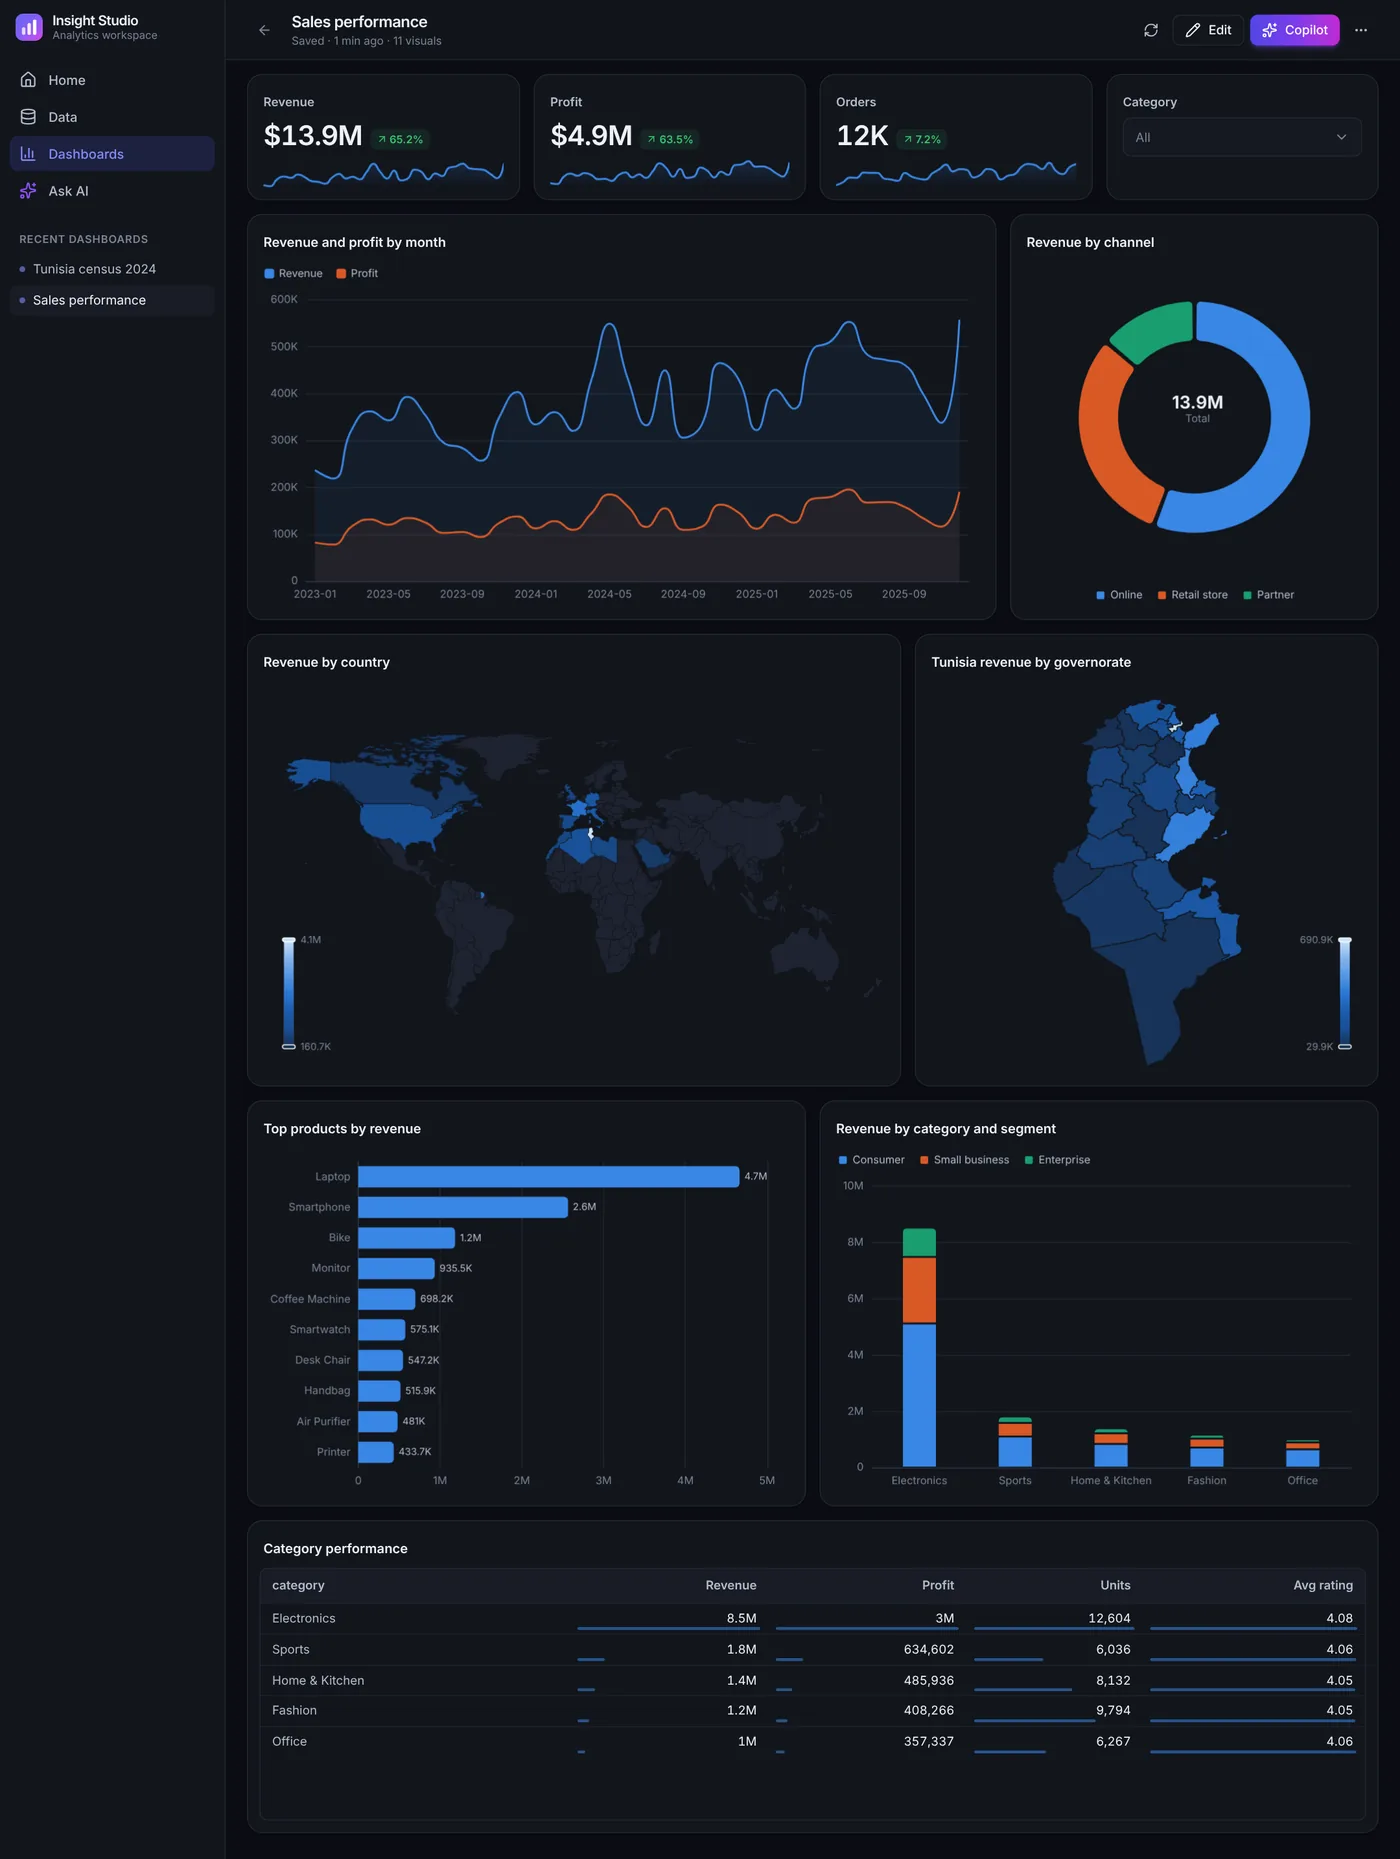 Insight Studio
Analytics workspace
Home
Data
Dashboards
Ask AI
RECENT DASHBOARDS
Tunisia census 2024
Sales performance
Sales performance
Saved · 1 min ago · 11 visuals
Edit
Copilot
Revenue
$13.9M
65.2%
Profit
$4.9M
63.5%
Orders
12K
7.2%
Category
All
Revenue and profit by month
Revenue
Profit
600K
500K
400K
300K
200K
100K
0
2023-01
2023-05
2023-09
2024-01
2024-05
2024-09
2025-01
2025-05
2025-09
Revenue by channel
13.9M
Total
Online
Retail store
Partner
Revenue by country
4.1M
160.7K
Tunisia revenue by governorate
690.9K
29.9K
Top products by revenue
Laptop
4.7M
Smartphone
2.6M
Bike
1.2M
Monitor
935.5K
Coffee Machine
698.2K
Smartwatch
575.1K
Desk Chair
547.2K
Handbag
515.9K
Air Purifier
481K
Printer
433.7K
0
1M
2M
3M
4M
5M
Revenue by category and segment
Consumer
Small business
Enterprise
10M
8M
6M
4M
2M
0
Electronics
Sports
Home & Kitchen
Fashion
Office
Category performance
category Revenue Profit Units Avg rating
Electronics 8.5M 3M 12,604 4.08
Sports 1.8M 634,602 6,036 4.06
Home & Kitchen 1.4M 485,936 8,132 4.05
Fashion 1.2M 408,266 9,794 4.05
Office 1M 357,337 6,267 4.06